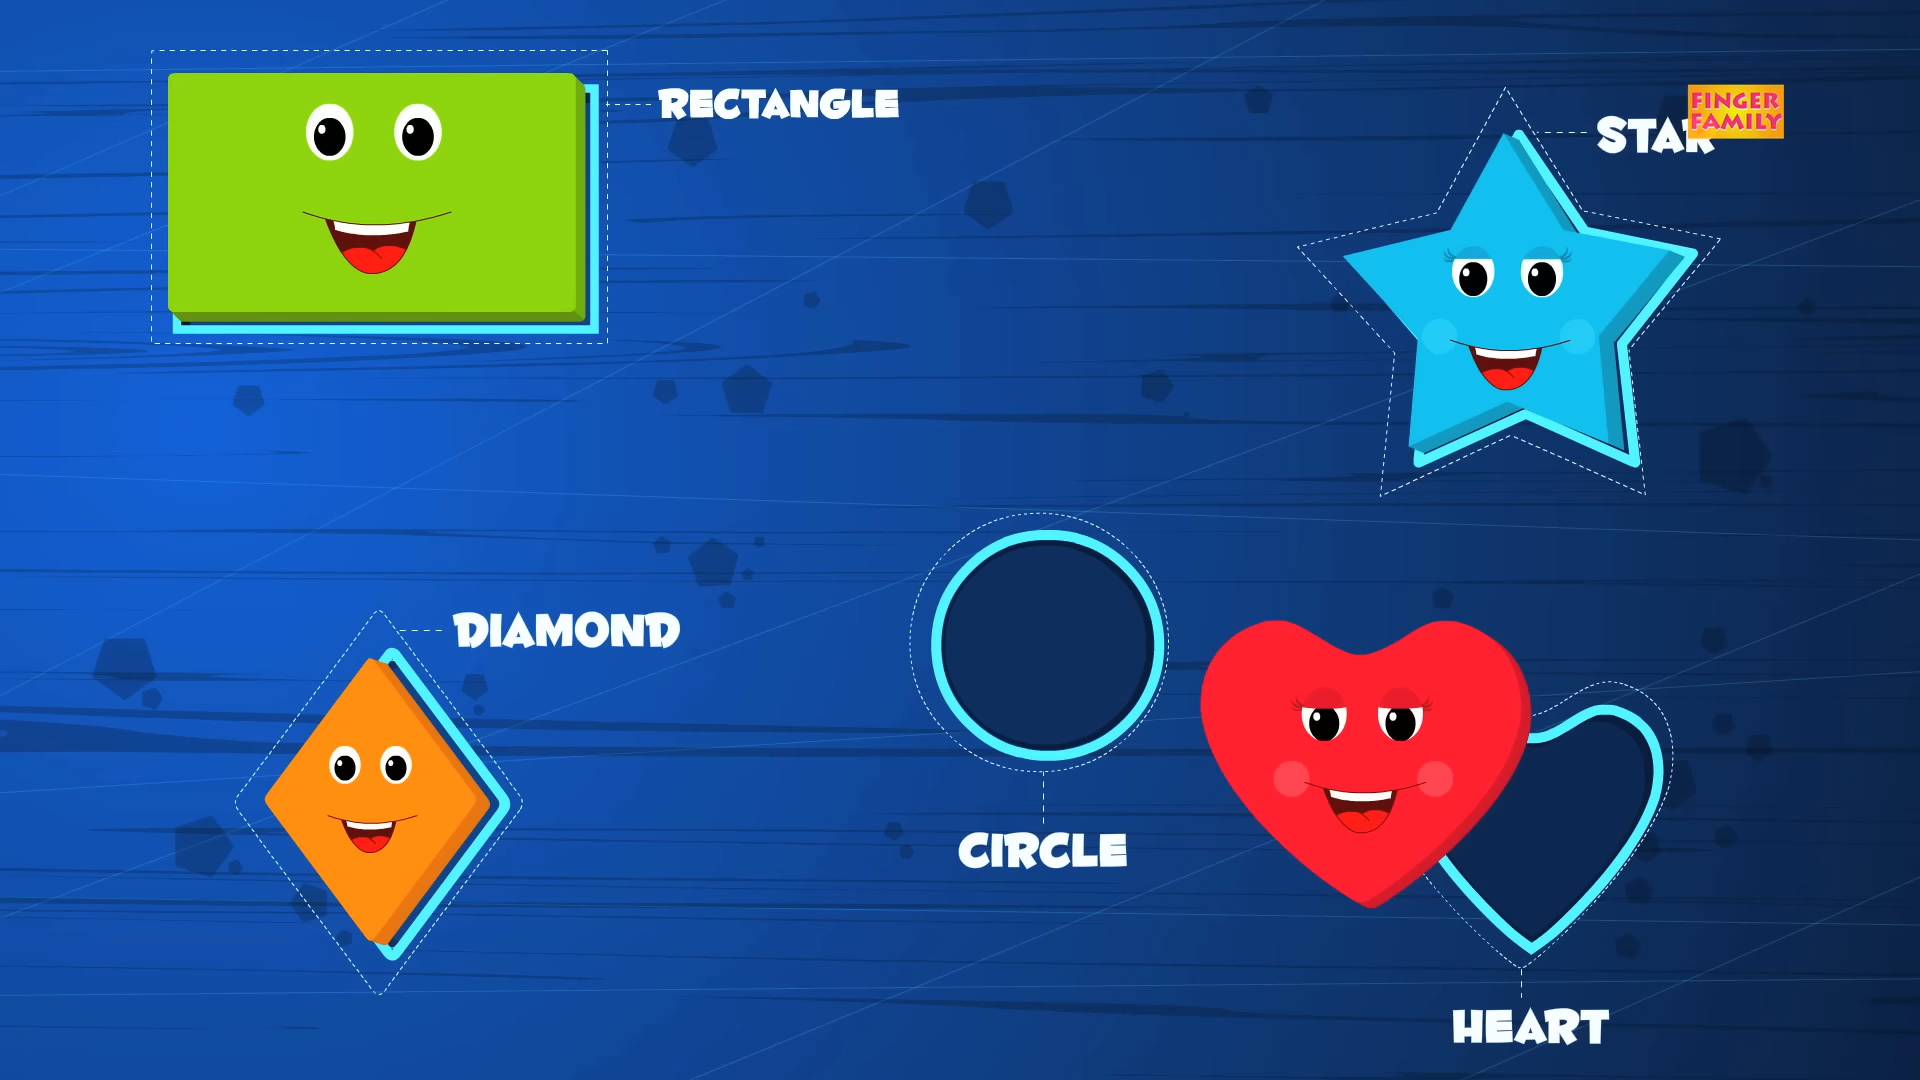 RECTANGLE
STAR
FINGER
FAMILY
DIAMOND
CIRCLE
HEART